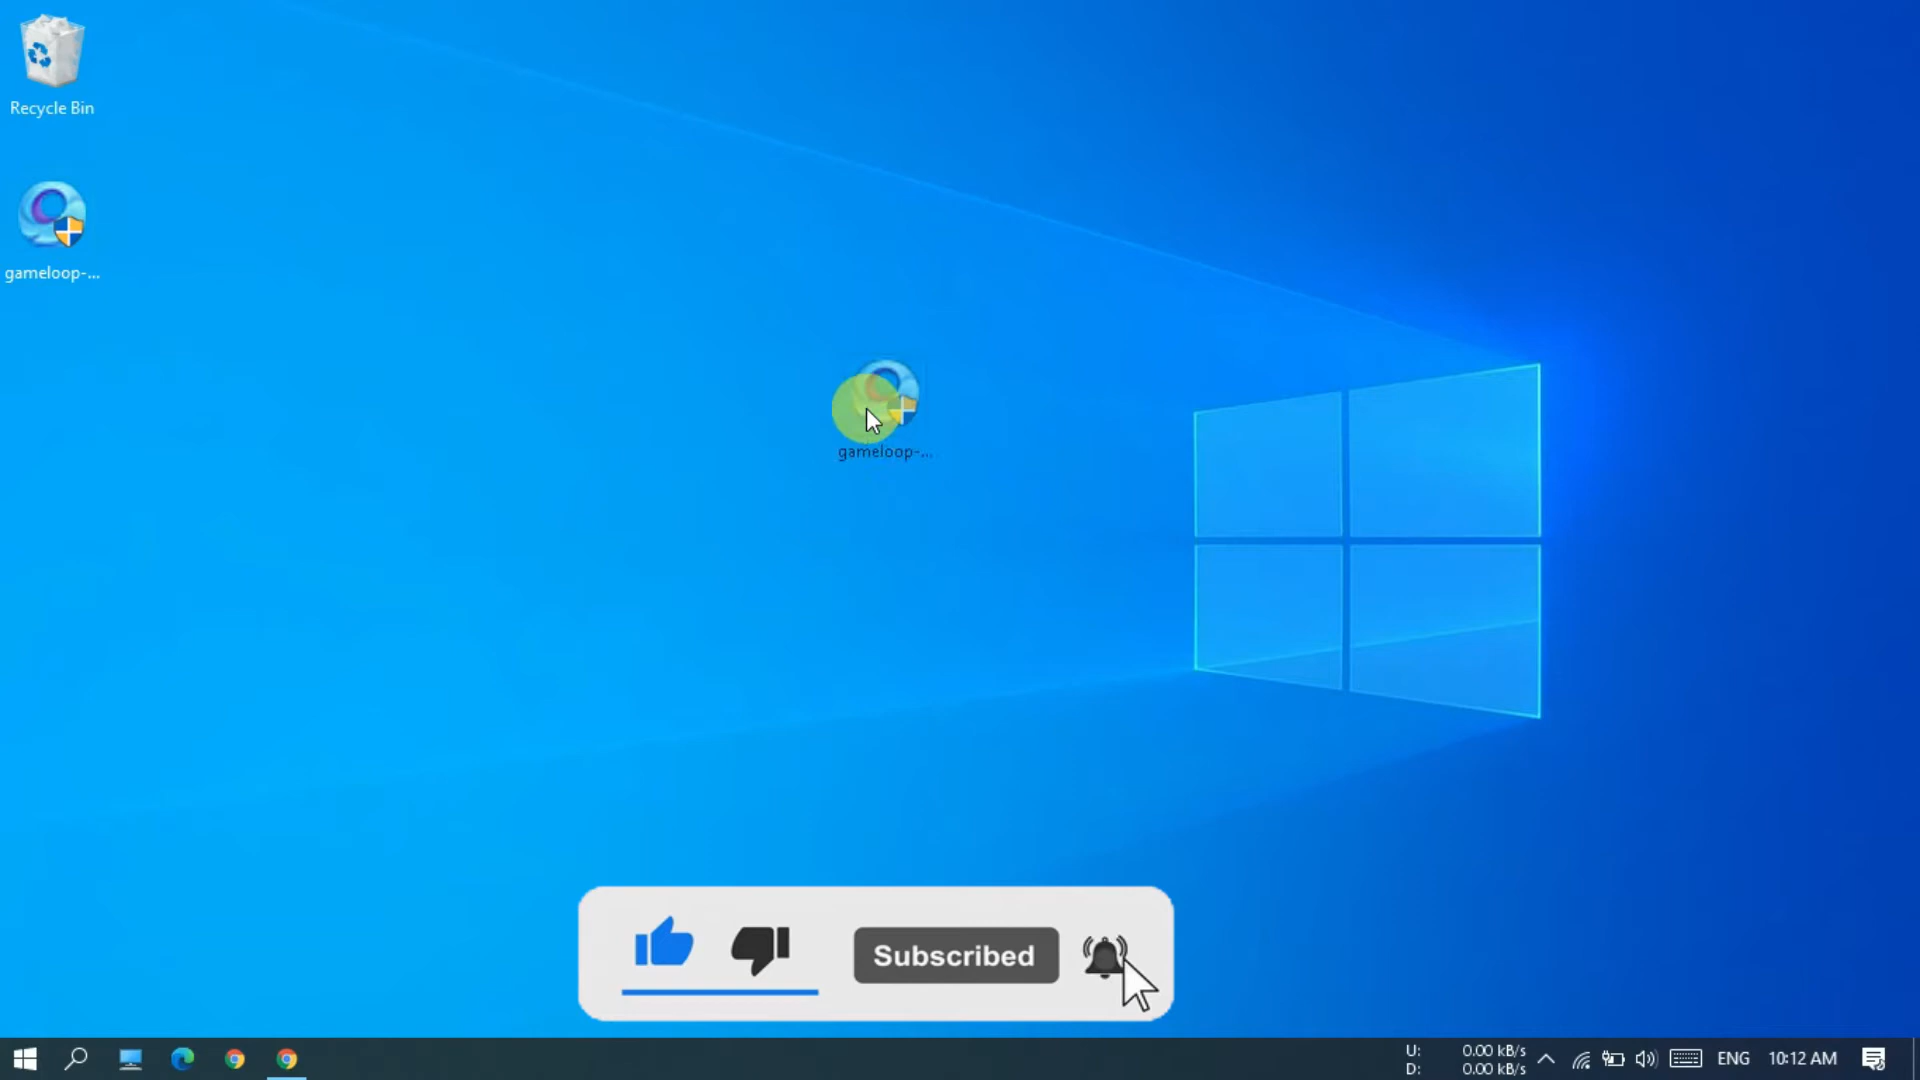 Recycle Bin
gameloop-...
gameloop-...
Subscribed
U: 0.00 kB/s
D: 0.00 kB/s
ENG
10:12 AM